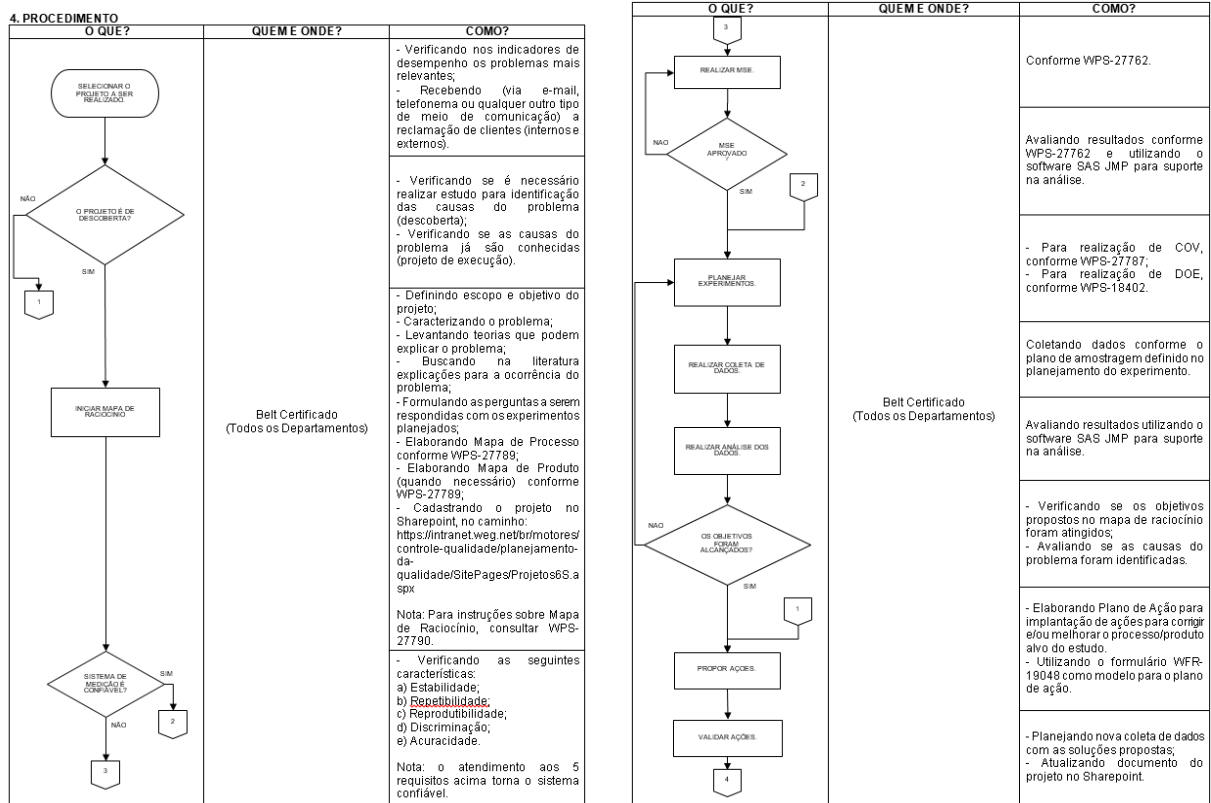 4. PROCEDIMENTO
O QUE?
QUEM E ONDE?
COMO?
SELECIONAR O
PROJETO A SER
REALIZADO.
- Verificando nos indicadores de
desempenho os problemas mais
relevantes;
- Recebendo (via e-mail,
telefonema ou qualquer outro tipo
de meio de comunicação) a
reclamação de clientes (internos e
externos).
NÃO
O PROJETO É DE
DESCOBERTA?
SIM
1
- Verificando se é necessário
realizar estudo para identificação
das causas do problema
(descoberta);
- Verificando se as causas do
problema já são conhecidas
(projeto de execução).
INICIAR MAPA DE
RACIOCÍNIO
Belt Certificado
(Todos os Departamentos)
- Definindo escopo e objetivo do
projeto;
- Caracterizando o problema;
- Levantando teorias que podem
explicar o problema;
- Buscando na literatura
explicações para a ocorrência do
problema;
- Formulando as perguntas a serem
respondidas com os experimentos
planejados;
- Elaborando Mapa de Processo
conforme WPS-27789;
- Elaborando Mapa de Produto
(quando necessário) conforme
WPS-27789;
- Cadastrando o projeto no
Sharepoint, no caminho:
https://intranet.weg.net/br/motores/
controle-qualidade/planejamento-
da-
qualidade/SitePages/Projetos6S.a
spx
Nota: Para instruções sobre Mapa
de Raciocínio, consultar WPS-
27790.
SISTEMA DE
MEDIÇÃO É
CONFIÁVEL?
SIM
2
NÃO
3
- Verificando as seguintes
características:
a) Estabilidade;
b) Repetibilidade;
c) Reprodutibilidade;
d) Discriminação;
e) Acuracidade.
Nota: o atendimento aos 5
requisitos acima torna o sistema
confiável.
O QUE?
QUEM E ONDE?
COMO?
3
REALIZAR MSE.
Conforme WPS-27762.
NAO
MSE
APROVADO
?
SIM
2
Avaliando resultados conforme
WPS-27762 e utilizando o
software SAS JMP para suporte
na análise.
PLANEJAR
EXPERIMENTOS.
- Para realização de COV,
conforme WPS-27787;
- Para realização de DOE,
conforme WPS-18402.
REALIZAR COLETA DE
DADOS.
Coletando dados conforme o
plano de amostragem definido no
planejamento do experimento.
Belt Certificado
(Todos os Departamentos)
REALIZAR ANÁLISE DOS
DADOS.
Avaliando resultados utilizando o
software SAS JMP para suporte
na análise.
NAO
OS OBJETIVOS
FORAM
ALCANÇADOS?
SIM
1
- Verificando se os objetivos
propostos no mapa de raciocínio
foram atingidos;
- Avaliando se as causas do
problema foram identificadas.
PROPOR AÇOES.
- Elaborando Plano de Ação para
implantação de ações para corrigir
e/ou melhorar o processo/produto
alvo do estudo.
- Utilizando o formulário WFR-
19048 como modelo para o plano
de ação.
VALIDAR AÇÕES.
4
- Planejando nova coleta de dados
com as soluções propostas;
- Atualizando documento do
projeto no Sharepoint.